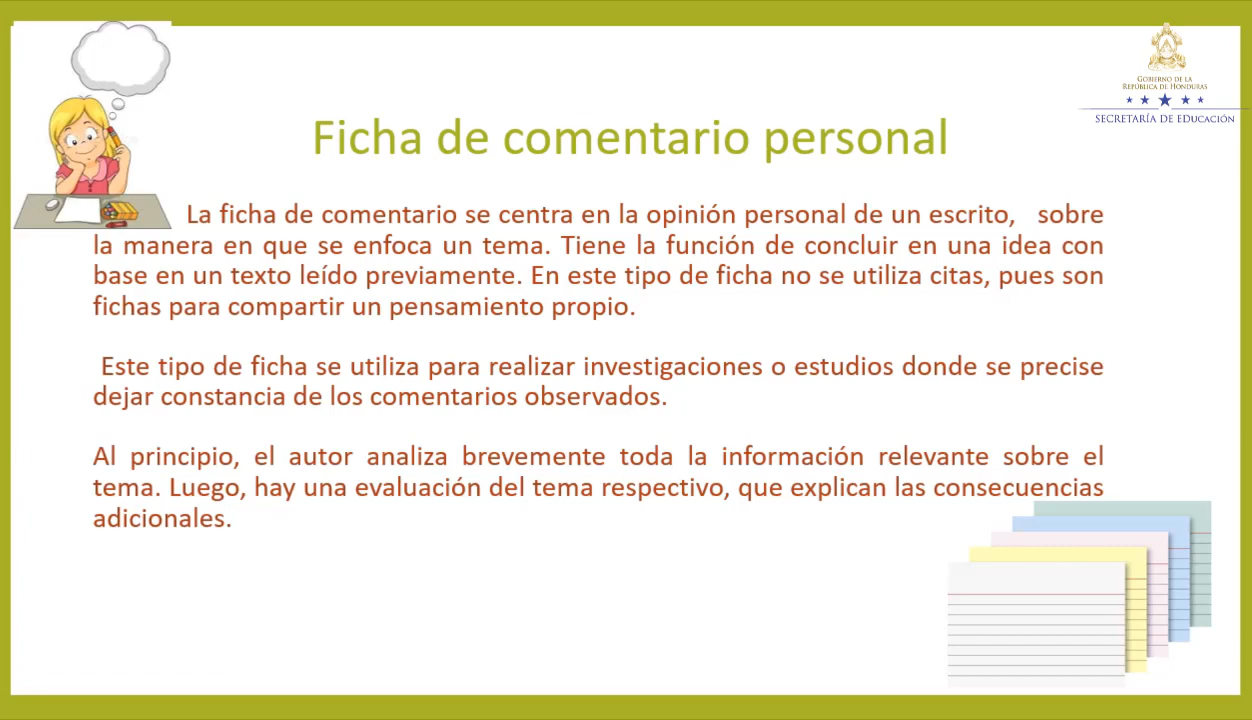 GOBIERNO DE LA
REPÚBLICA DE HONDURAS
SECRETARÍA DE EDUCACIÓN
Ficha de comentario personal
La ficha de comentario se centra en la opinión personal de un escrito, sobre
la manera en que se enfoca un tema. Tiene la función de concluir en una idea con
base en un texto leído previamente. En este tipo de ficha no se utiliza citas, pues son
fichas para compartir un pensamiento propio.
Este tipo de ficha se utiliza para realizar investigaciones o estudios donde se precise
dejar constancia de los comentarios observados.
Al principio, el autor analiza brevemente toda la información relevante sobre el
tema. Luego, hay una evaluación del tema respectivo, que explican las consecuencias
adicionales.